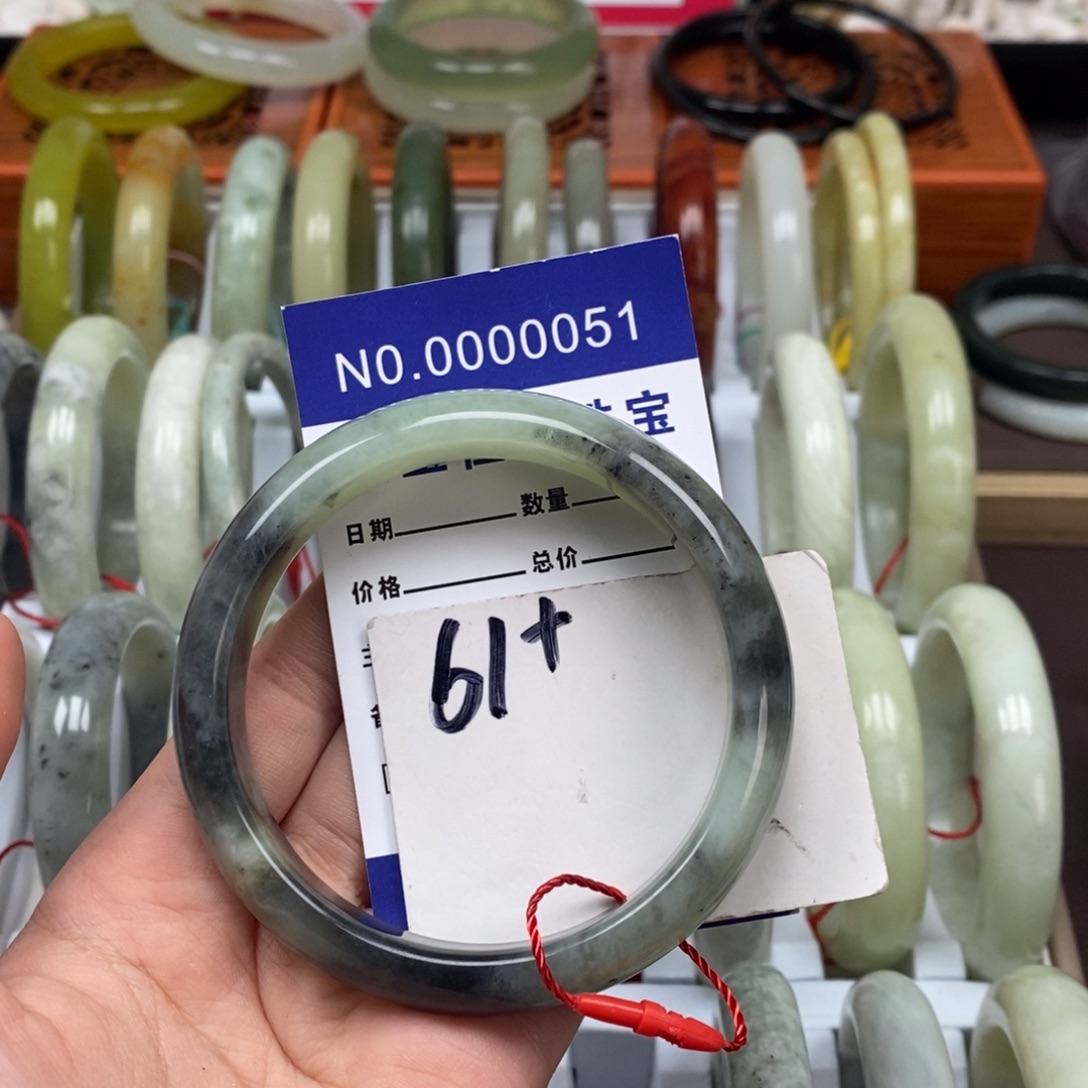 N0.0000051
宝
日期 数量
价格 总价
61+